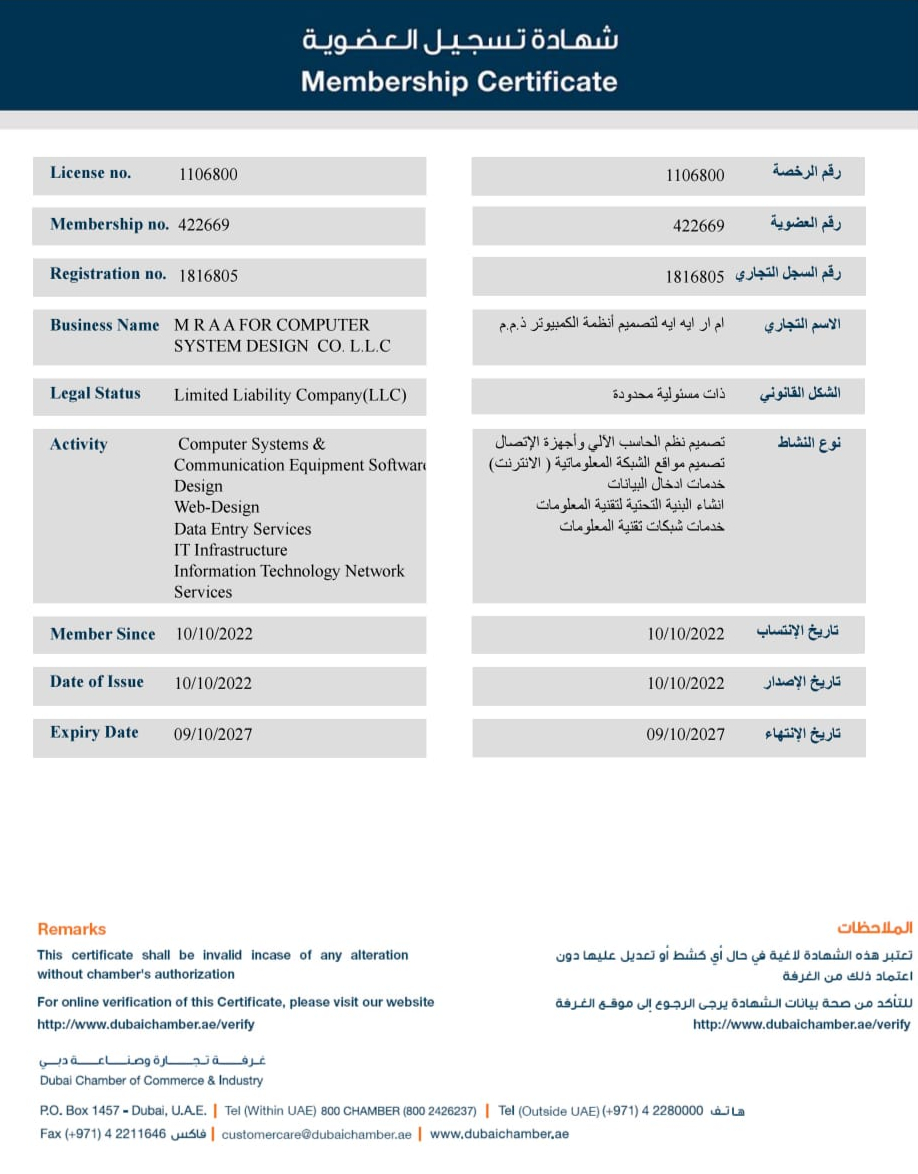 شهادة تسجيل العضوية
Membership Certificate
License no. 1106800
رقم الرخصة 1106800
Membership no. 422669
رقم العضوية 422669
Registration no. 1816805
رقم السجل التجاري 1816805
Business Name M R A A FOR COMPUTER
SYSTEM DESIGN CO. L.L.C
الاسم التجاري ام ار ايه ايه لتصميم أنظمة الكمبيوتر ذ.م.م
Legal Status Limited Liability Company(LLC)
الشكل القانوني ذات مسئولية محدودة
Activity Computer Systems &
Communication Equipment Software
Design
Web-Design
Data Entry Services
IT Infrastructure
Information Technology Network
Services
نوع النشاط تصميم نظم الحاسب الآلي وأجهزة الإتصال
تصميم مواقع الشبكة المعلوماتية ( الانترنت)
خدمات ادخال البيانات
انشاء البنية التحتية لتقنية المعلومات
خدمات شبكات تقنية المعلومات
Member Since 10/10/2022
تاريخ الإنتساب 10/10/2022
Date of Issue 10/10/2022
تاريخ الإصدار 10/10/2022
Expiry Date 09/10/2027
تاريخ الإنتهاء 09/10/2027
Remarks
This certificate shall be invalid incase of any alteration
without chamber's authorization
For online verification of this Certificate, please visit our website
http://www.dubaichamber.ae/verify
الملاحظات
تعتبر هذه الشهادة لاغية في حال أي كشط أو تعديل عليها دون
اعتماد ذلك من الغرفة
للتأكد من صحة بيانات الشهادة يرجى الرجوع إلى موقع الغرفة
http://www.dubaichamber.ae/verify
غرفة تجارة وصناعة دبي
Dubai Chamber of Commerce & Industry
P.O. Box 1457 - Dubai, U.A.E. | Tel (Within UAE) 800 CHAMBER (800 2426237) | Tel (Outside UAE) (+971) 4 2280000 هاتف
Fax (+971) 4 2211646 فاكس | customercare@dubaichamber.ae | www.dubaichamber.ae